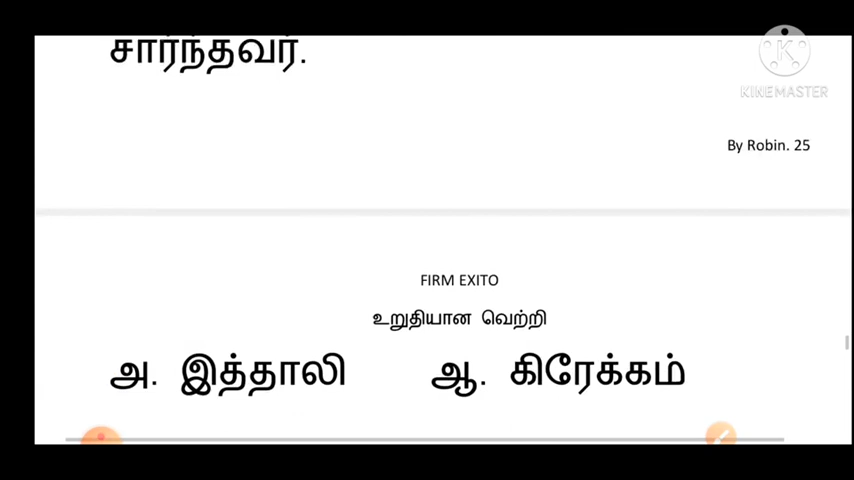 சார்ந்தவர்.
KINEMASTER
By Robin. 25
FIRM EXITO
உறுதியான வெற்றி
அ. இத்தாலி ஆ. கிரேக்கம்